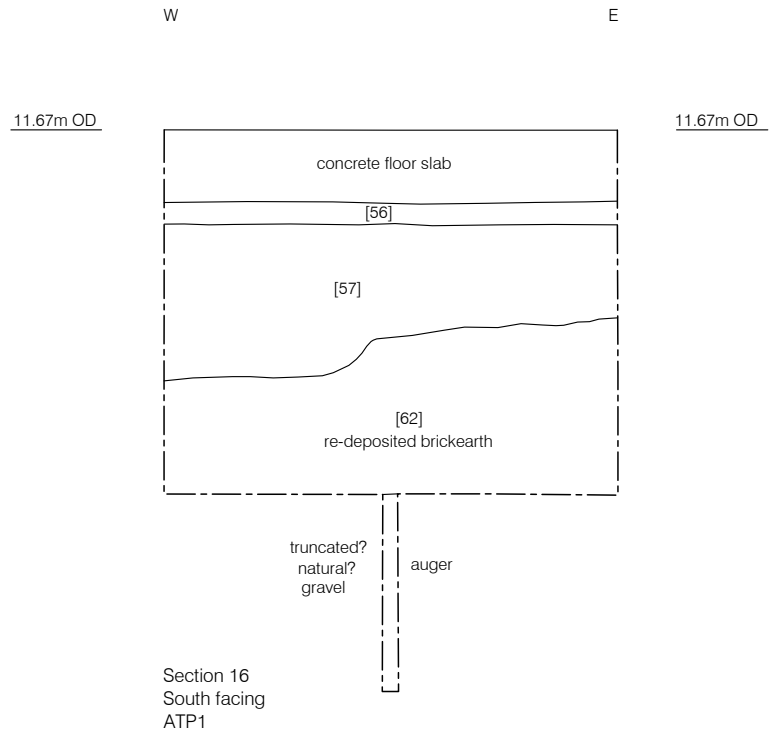 W E
11.67m OD 11.67m OD
concrete floor slab
[56]
[57]
[62]
re-deposited brickearth
truncated?
natural?
gravel
auger
Section 16
South facing
ATP1